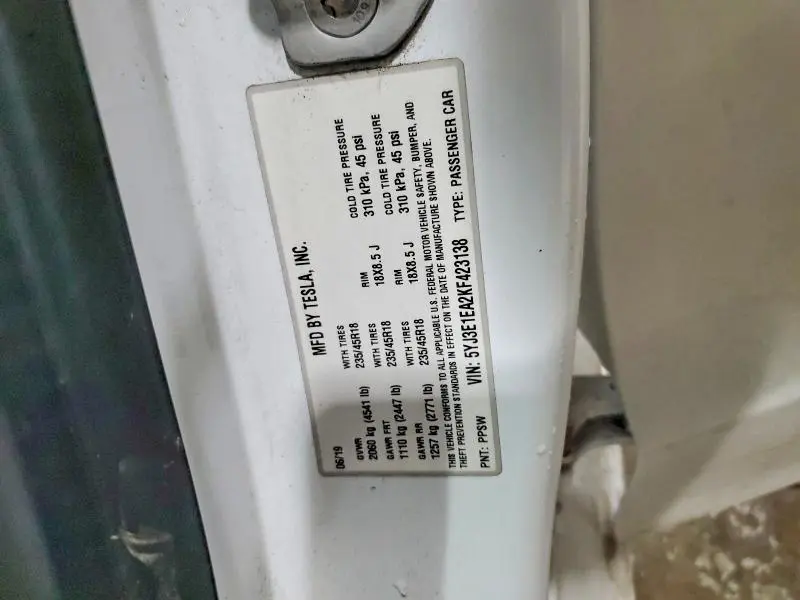 MFD BY TESLA, INC.
06/19
GVWR WITH TIRES RIM COLD TIRE PRESSURE
2060 kg (4541 lb) 235/45R18 18X8.5 J 310 kPa, 45 psi
GAWR FRT WITH TIRES RIM COLD TIRE PRESSURE
1110 kg (2447 lb) 235/45R18 18X8.5 J 310 kPa, 45 psi
GAWR RR WITH TIRES
1257 kg (2771 lb) 235/45R18
THIS VEHICLE CONFORMS TO ALL APPLICABLE U.S. FEDERAL MOTOR VEHICLE SAFETY, BUMPER, AND
THEFT PREVENTION STANDARDS IN EFFECT ON THE DATE OF MANUFACTURE SHOWN ABOVE.
PNT: PPSW VIN: 5YJ3E1EA2KF423138 TYPE: PASSENGER CAR